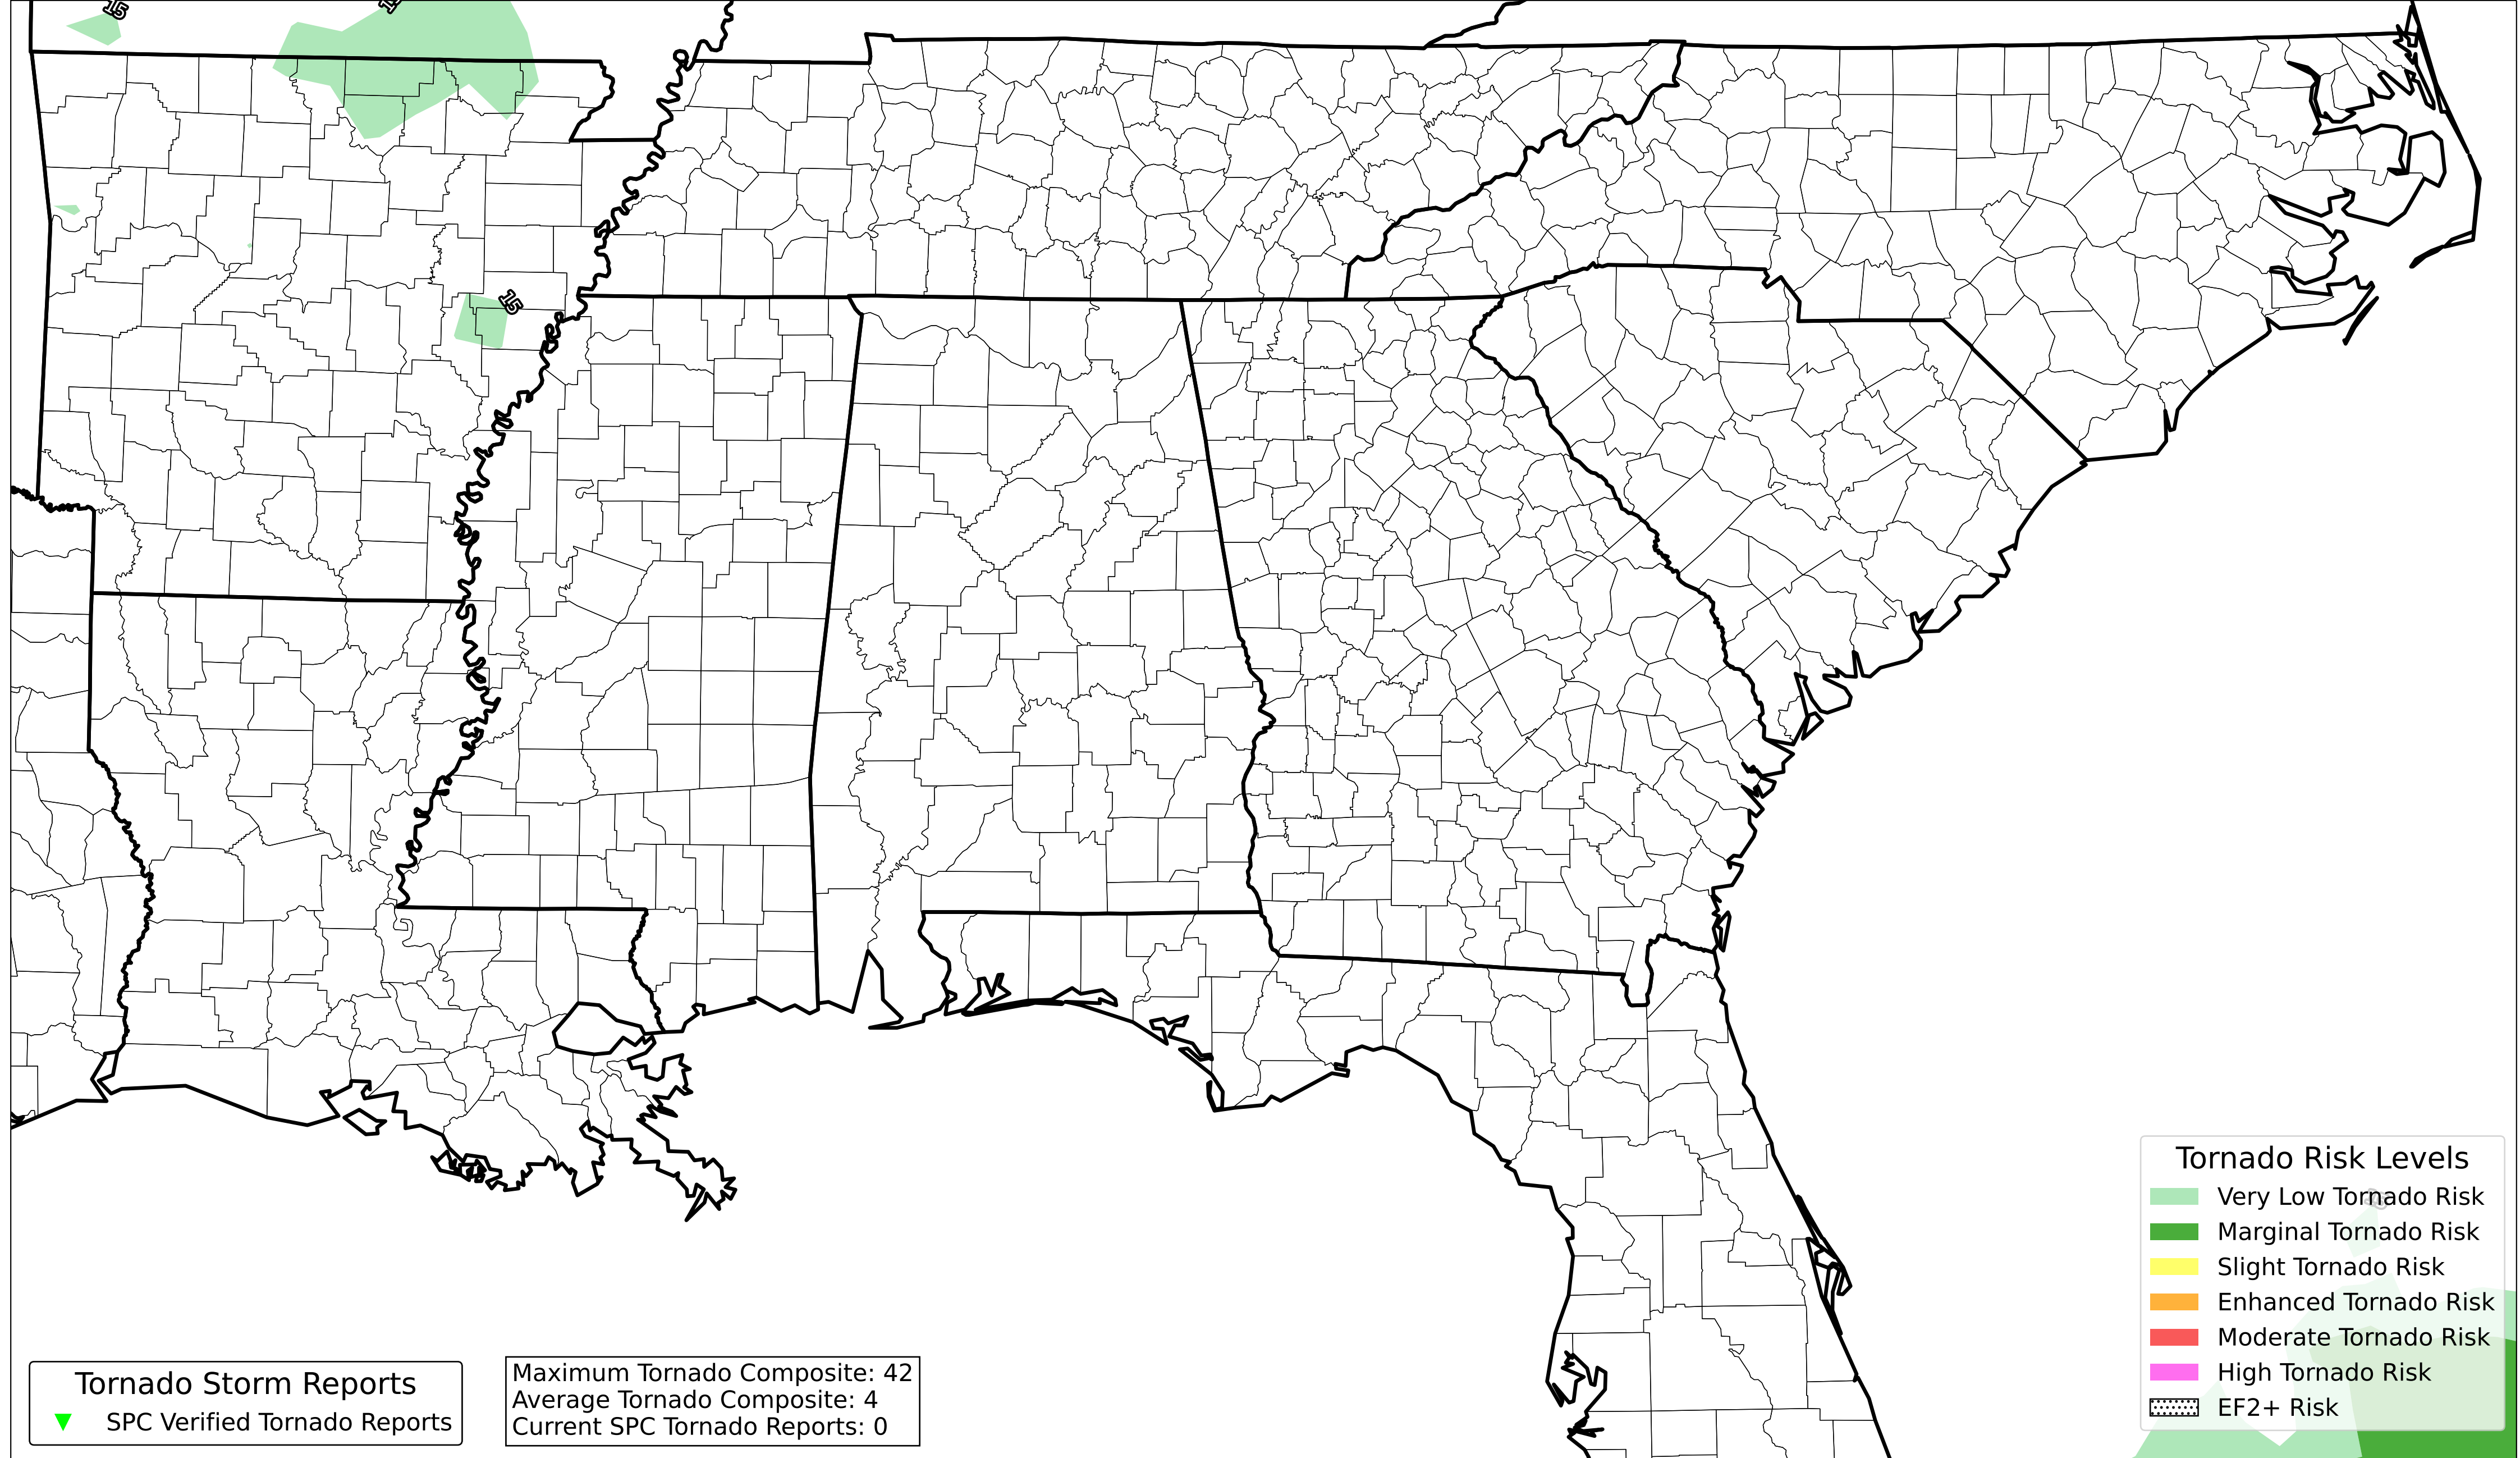 15
15
Tornado Risk Levels
Very Low Tornado Risk
Marginal Tornado Risk
Slight Tornado Risk
Enhanced Tornado Risk
Moderate Tornado Risk
High Tornado Risk
EF2+ Risk
Tornado Storm Reports
SPC Verified Tornado Reports
Maximum Tornado Composite: 42
Average Tornado Composite: 4
Current SPC Tornado Reports: 0